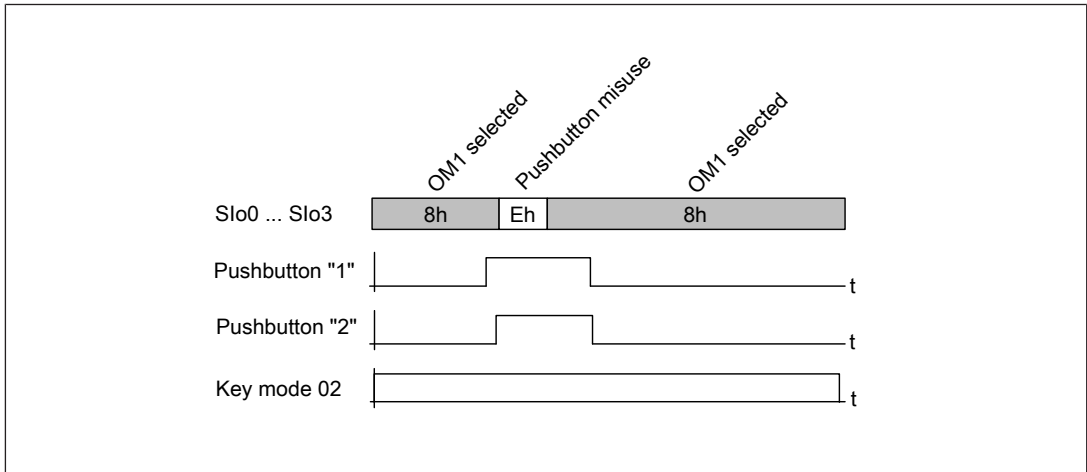 OM1 selected
Pushbutton misuse
OM1 selected
SIo0 ... SIo3 8h Eh 8h
Pushbutton "1" t
Pushbutton "2" t
Key mode 02 t